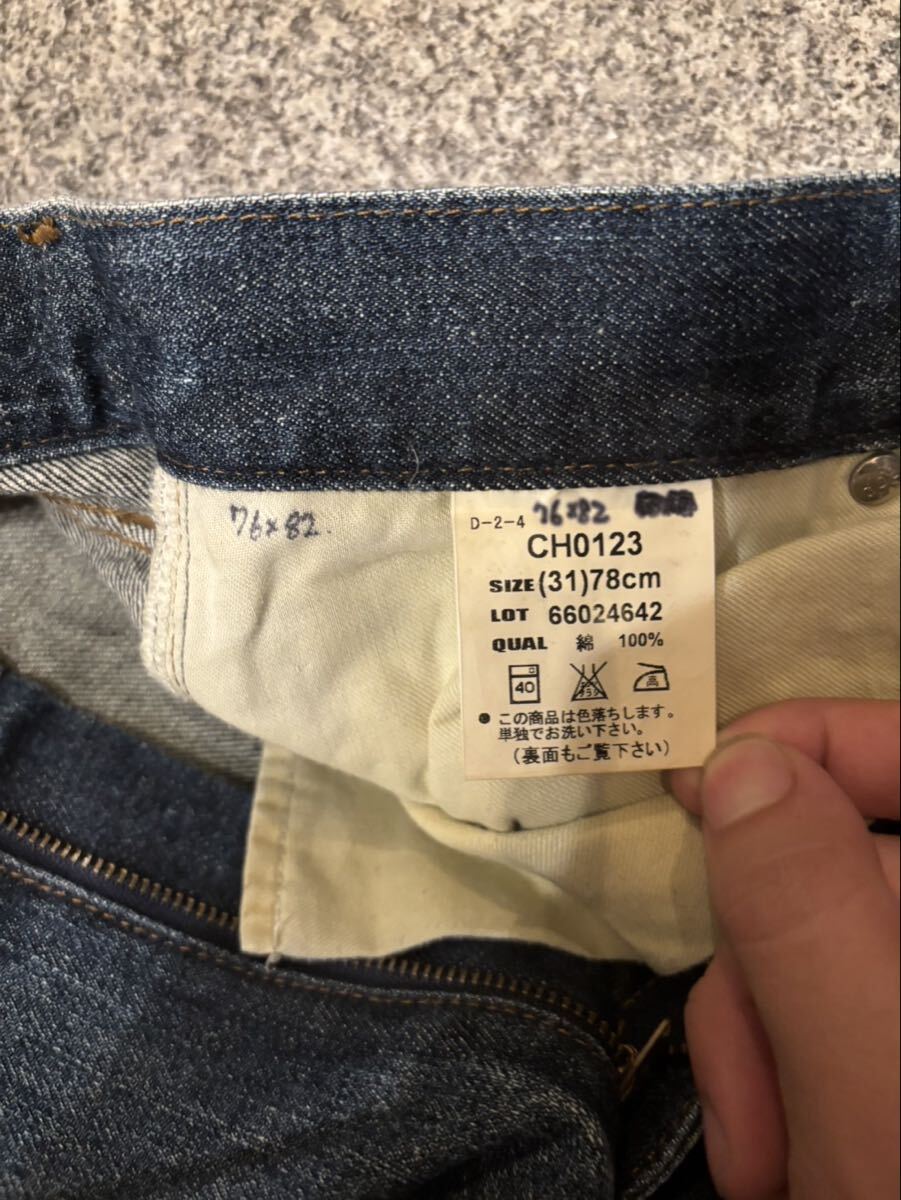 76×82.
D-2-4 76×82
CH0123
SIZE (31)78cm
LOT 66024642
QUAL 綿 100%
40 高
● この商品は色落ちします。
単独でお洗い下さい。
(裏面もご覧下さい)